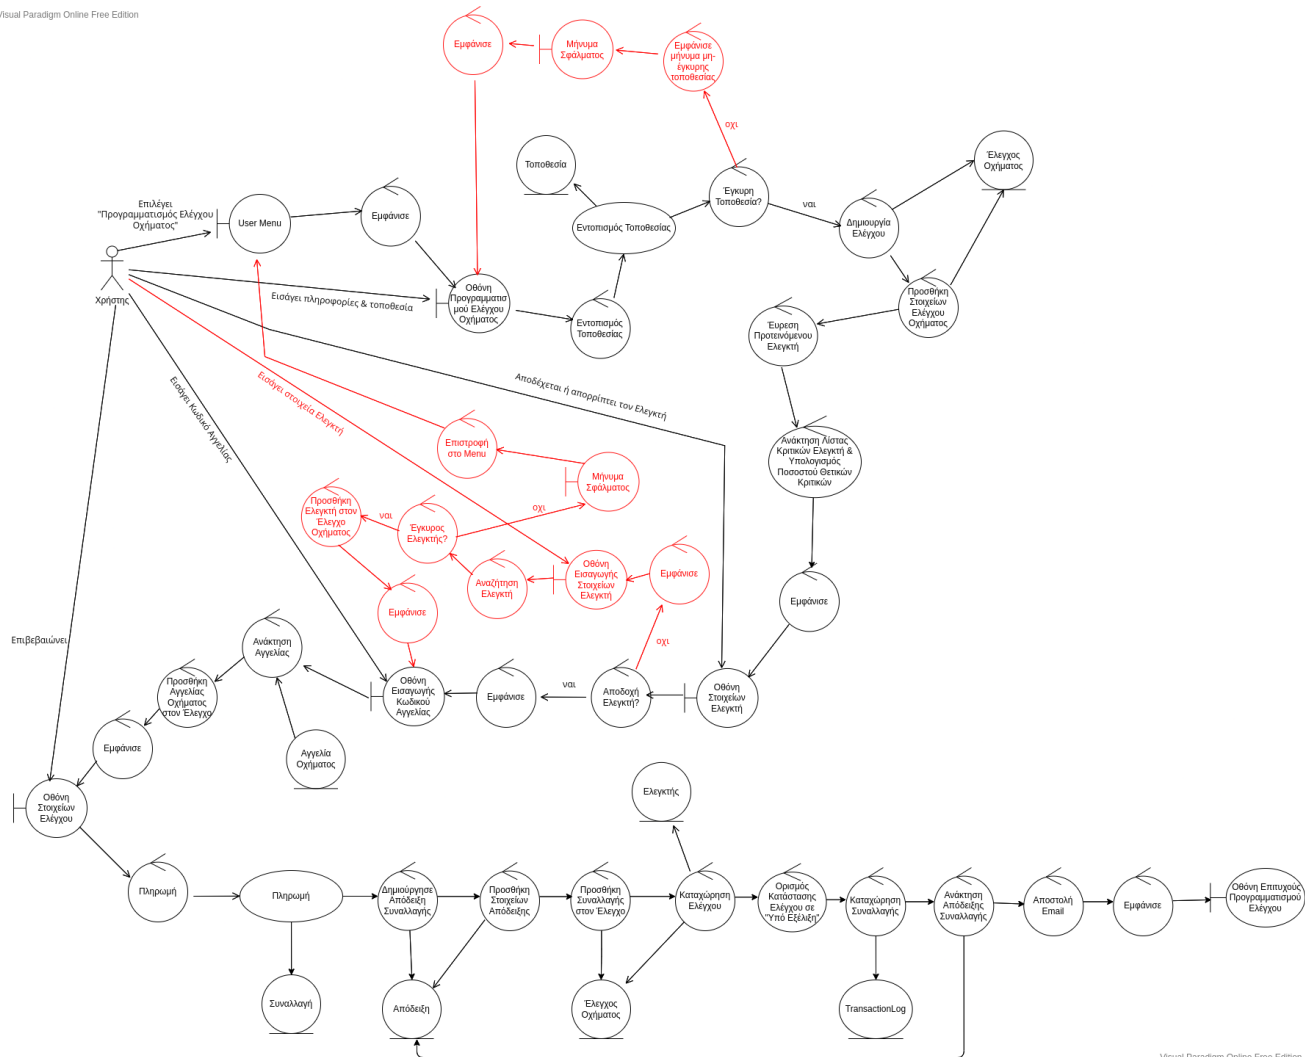 Visual Paradigm Online Free Edition
Εμφάνισε
Μήνυμα
Σφάλματος
Εμφάνισε
μήνυμα μη-
έγκυρης
τοποθεσίας
οχι
Τοποθεσία
Έλεγχος
Οχήματος
Έγκυρη
Τοποθεσία?
ναι
Επιλέγει
"Προγραμματισμός Ελέγχου
Οχήματος"
User Menu
Εμφάνισε
Εντοπισμός Τοποθεσίας
Δημιουργία
Ελέγχου
Χρήστης
Εισάγει πληροφορίες & τοποθεσία
Οθόνη
Προγραμματισ
μού Ελέγχου
Οχήματος
Εντοπισμός
Τοποθεσίας
Προσθήκη
Στοιχείων
Ελέγχου
Οχήματος
Έυρεση
Προτεινόμενου
Ελεγκτή
Εισάγει Κωδικό Αγγελίας
Εισάγει στοιχεία Ελεγκτή
Αποδέχεται ή απορρίπτει τον Ελεγκτή
Επιστροφή
στο Menu
Ανάκτηση Λίστας
Κριτικών Ελεγκτή &
Υπολογισμός
Ποσοστού Θετικών
Κριτικών
Μήνυμα
Σφάλματος
Προσθήκη
Ελεγκτή στον
Έλεγχο
Οχήματος
ναι
Έγκυρος
Ελεγκτής?
οχι
Αναζήτηση
Ελεγκτή
Οθόνη
Εισαγωγής
Στοιχείων
Ελεγκτή
Εμφάνισε
Εμφάνισε
Εμφάνισε
Επιβεβαιώνει
Ανάκτηση
Αγγελίας
οχι
Προσθήκη
Αγγελίας
Οχήματος
στον Έλεγχο
Οθόνη
Εισαγωγής
Κωδικού
Αγγελίας
Εμφάνισε
ναι
Αποδοχή
Ελεγκτή?
Οθόνη
Στοιχείων
Ελεγκτή
Εμφάνισε
Αγγελία
Οχήματος
Οθόνη
Στοιχείων
Ελέγχου
Ελεγκτής
Πληρωμή
Πληρωμή
Δημιούργησε
Απόδειξη
Συναλλαγής
Προσθήκη
Στοιχείων
Απόδειξης
Προσθήκη
Συναλλαγής
στον Έλεγχο
Καταχώρηση
Ελέγχου
Ορισμός
Κατάστασης
Ελέγχου σε
"Υπό Εξέλιξη"
Καταχώρηση
Συναλλαγής
Ανάκτηση
Απόδειξης
Συναλλαγής
Αποστολή
Email
Εμφάνισε
Οθόνη Επιτυχούς
Προγραμματισμού
Ελέγχου
Συναλλαγή
Απόδειξη
Έλεγχος
Οχήματος
TransactionLog
Visual Paradigm Online Free Edition